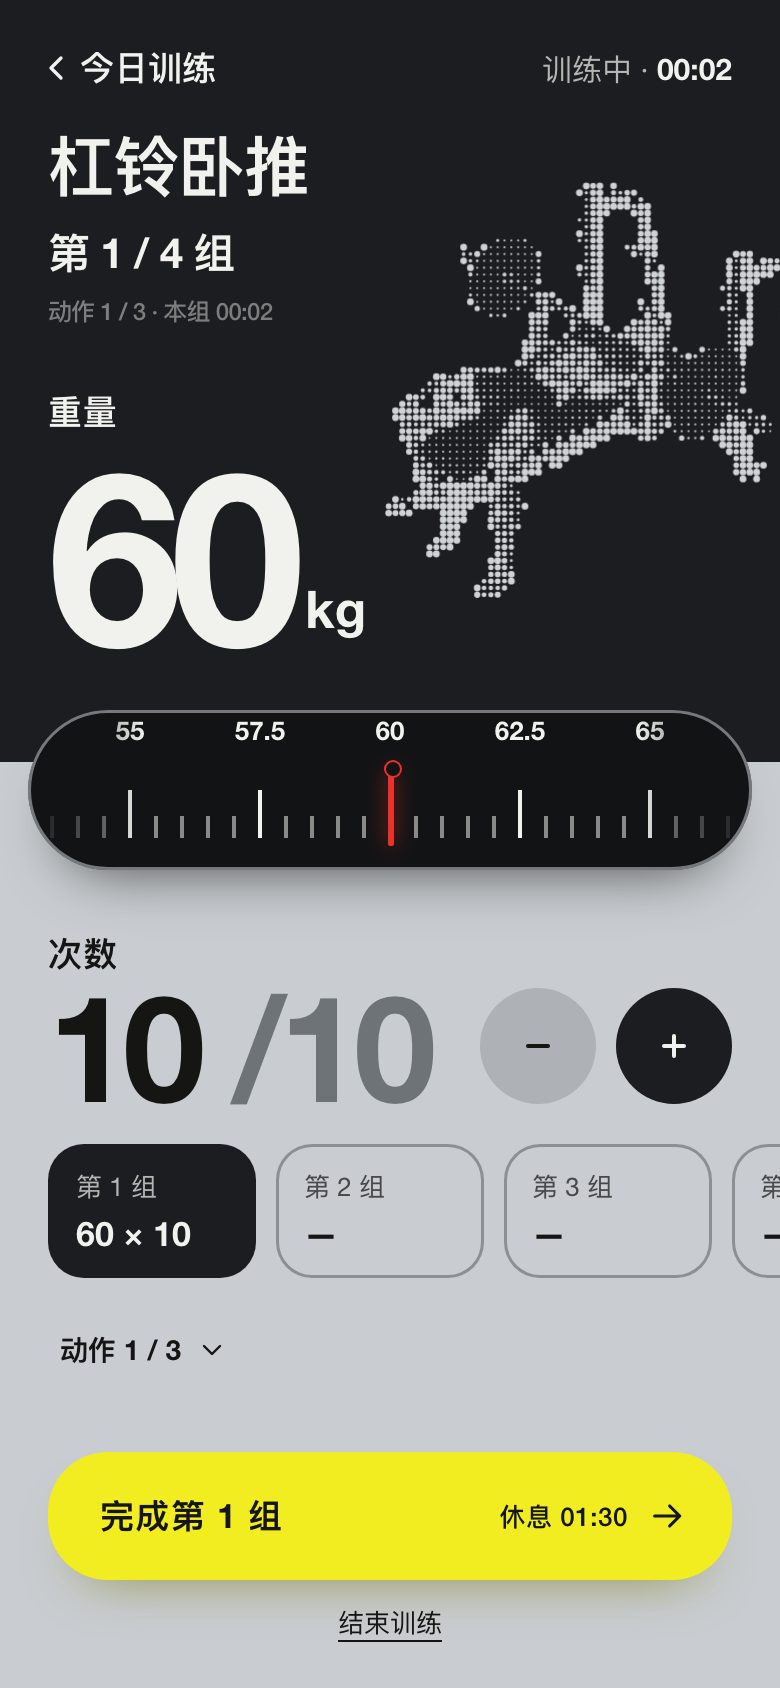 今日训练
训练中 · 00:02
杠铃卧推
第 1 / 4 组
动作 1 / 3 · 本组 00:02
重量
60 kg
55 57.5 60 62.5 65
次数
10 /10
− +
第 1 组 第 2 组 第 3 组 第
60 × 10 – – –
动作 1 / 3
完成第 1 组 休息 01:30 →
结束训练